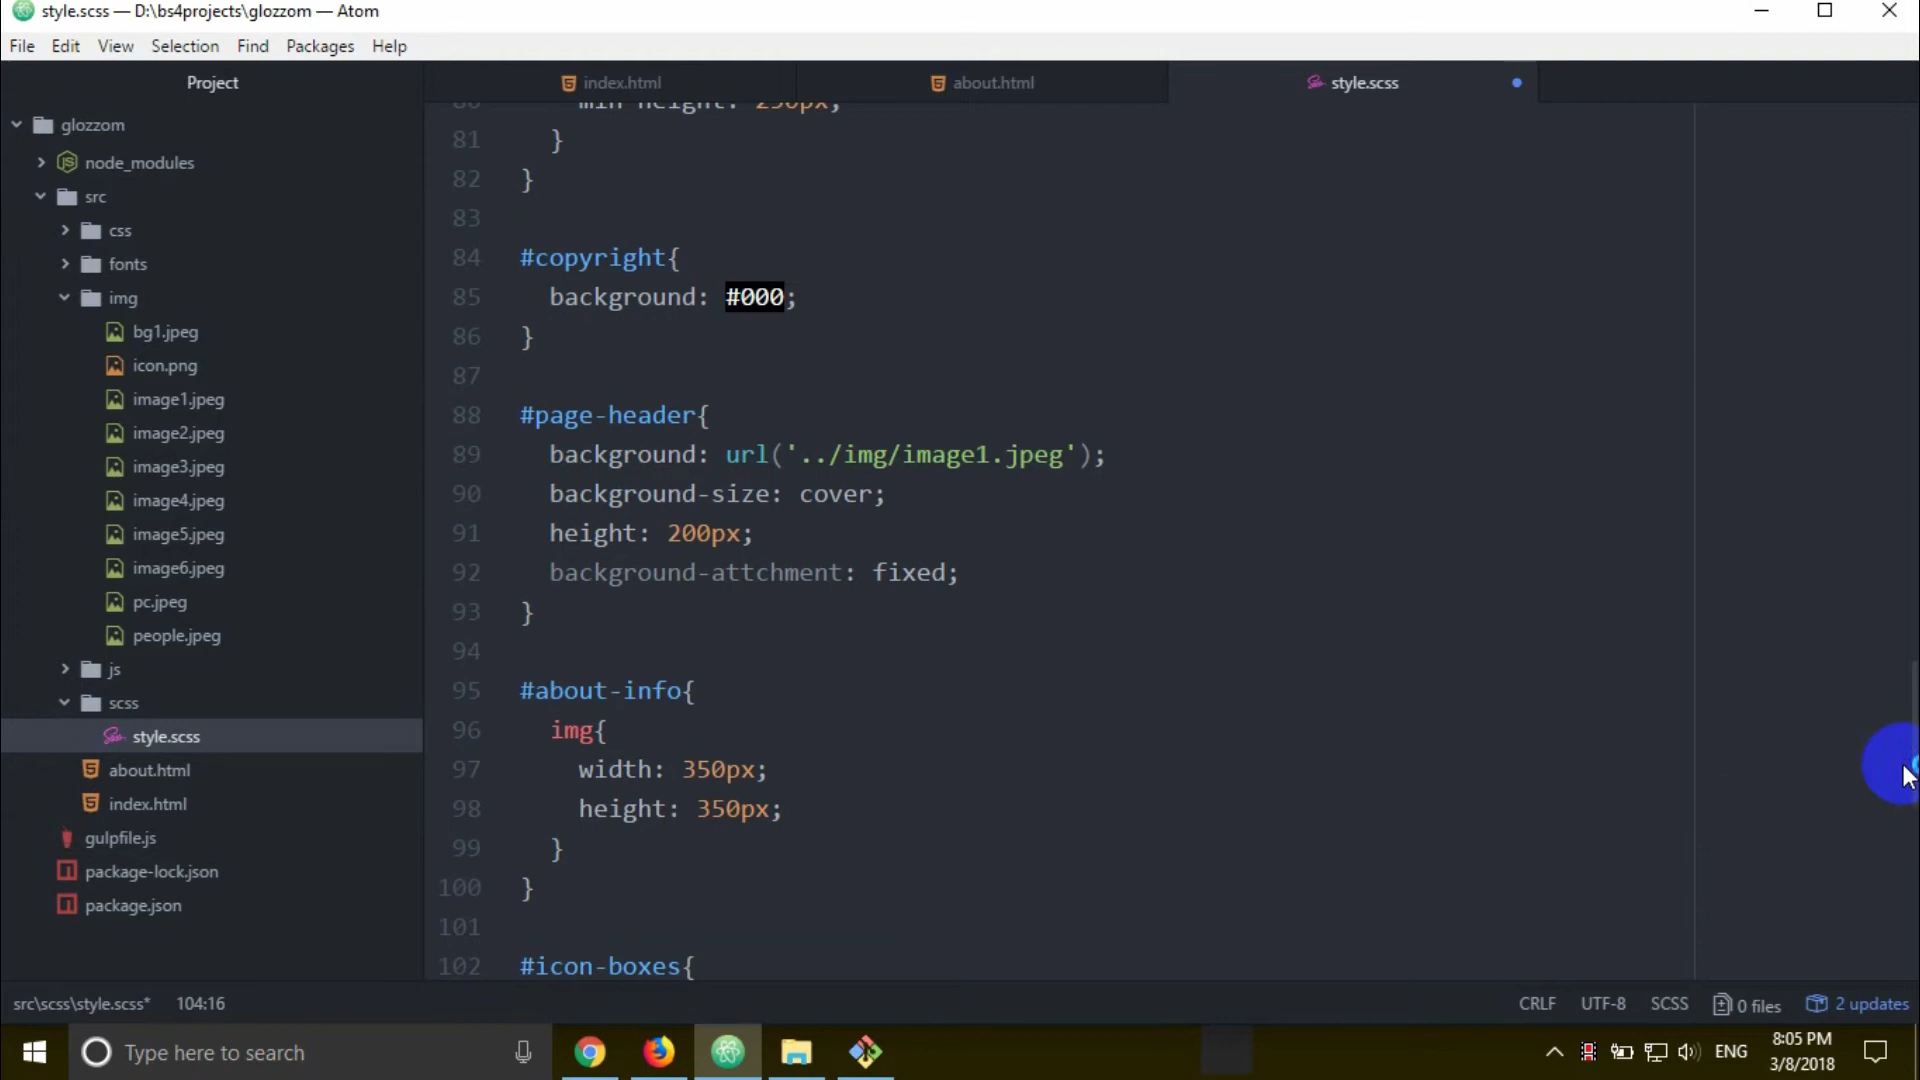 style.scss — D:\bs4projects\glozzom — Atom
File Edit View Selection Find Packages Help
Project
index.html
about.html
style.scss
glozzom
node_modules
src
css
fonts
img
bg1.jpeg
icon.png
image1.jpeg
image2.jpeg
image3.jpeg
image4.jpeg
image5.jpeg
image6.jpeg
pc.jpeg
people.jpeg
js
scss
style.scss
about.html
index.html
gulpfile.js
package-lock.json
package.json
80 min-height: 250px;
81 }
82 }
83
84 #copyright{
85 background: #000;
86 }
87
88 #page-header{
89 background: url('../img/image1.jpeg');
90 background-size: cover;
91 height: 200px;
92 background-attchment: fixed;
93 }
94
95 #about-info{
96 img{
97 width: 350px;
98 height: 350px;
99 }
100 }
101
102 #icon-boxes{
src\scss\style.scss* 104:16
CRLF UTF-8 SCSS 0 files 2 updates
Type here to search
ENG
8:05 PM
3/8/2018